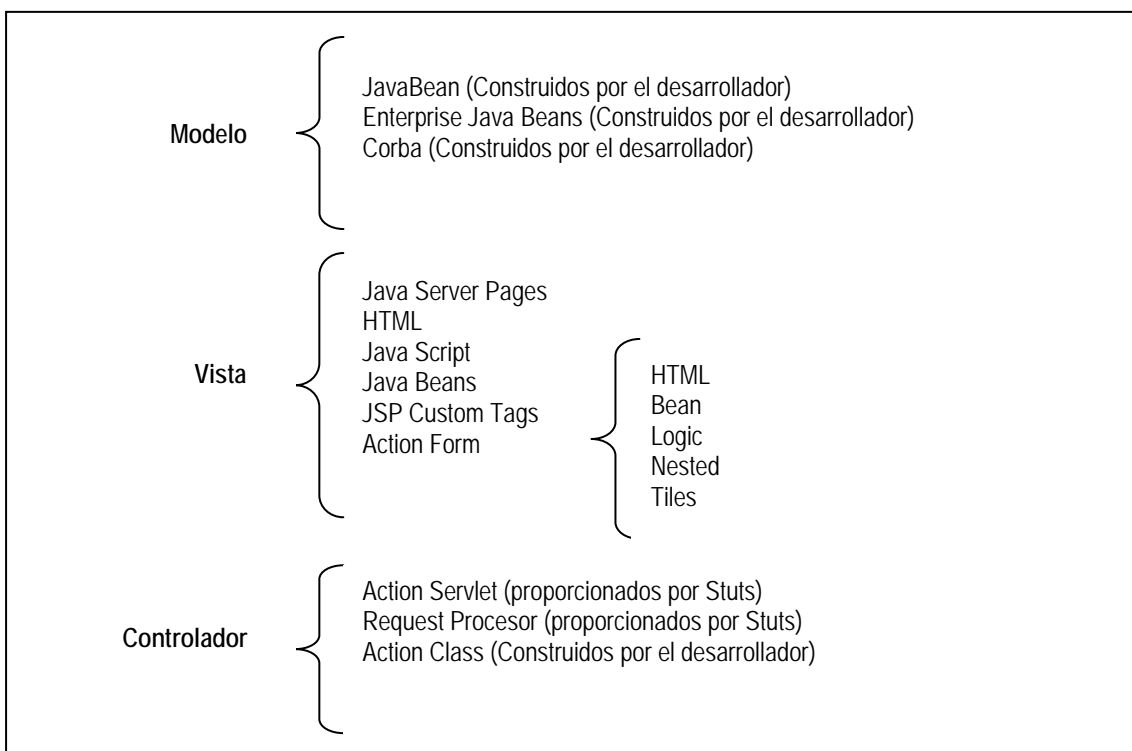 Modelo
JavaBean (Construidos por el desarrollador)
Enterprise Java Beans (Construidos por el desarrollador)
Corba (Construidos por el desarrollador)
Vista
Java Server Pages
HTML
Java Script
Java Beans
JSP Custom Tags
Action Form
HTML
Bean
Logic
Nested
Tiles
Controlador
Action Servlet (proporcionados por Stuts)
Request Procesor (proporcionados por Stuts)
Action Class (Construidos por el desarrollador)